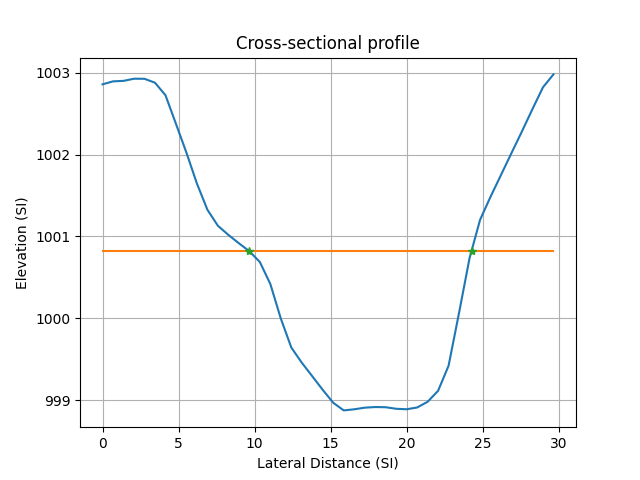 Cross-sectional profile
1003
1002
1001
1000
999
Elevation (SI)
0 5 10 15 20 25 30
Lateral Distance (SI)